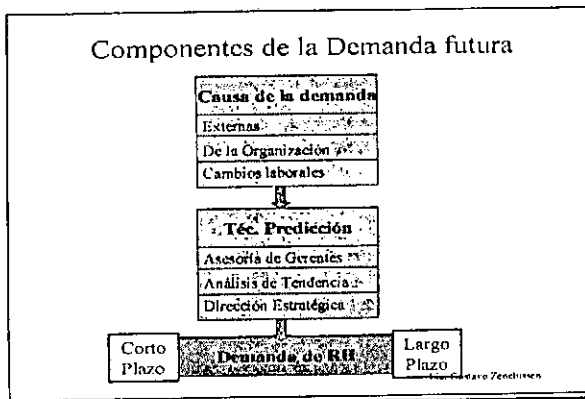 Componentes de la Demanda futura
Causa de la demanda
Externas
De la Organización
Cambios laborales
Téc. Predicción
Asesoría de Gerentes
Análisis de Tendencia
Dirección Estratégica
Corto
Plazo
Demanda de RH
Largo
Plazo
Gustavo